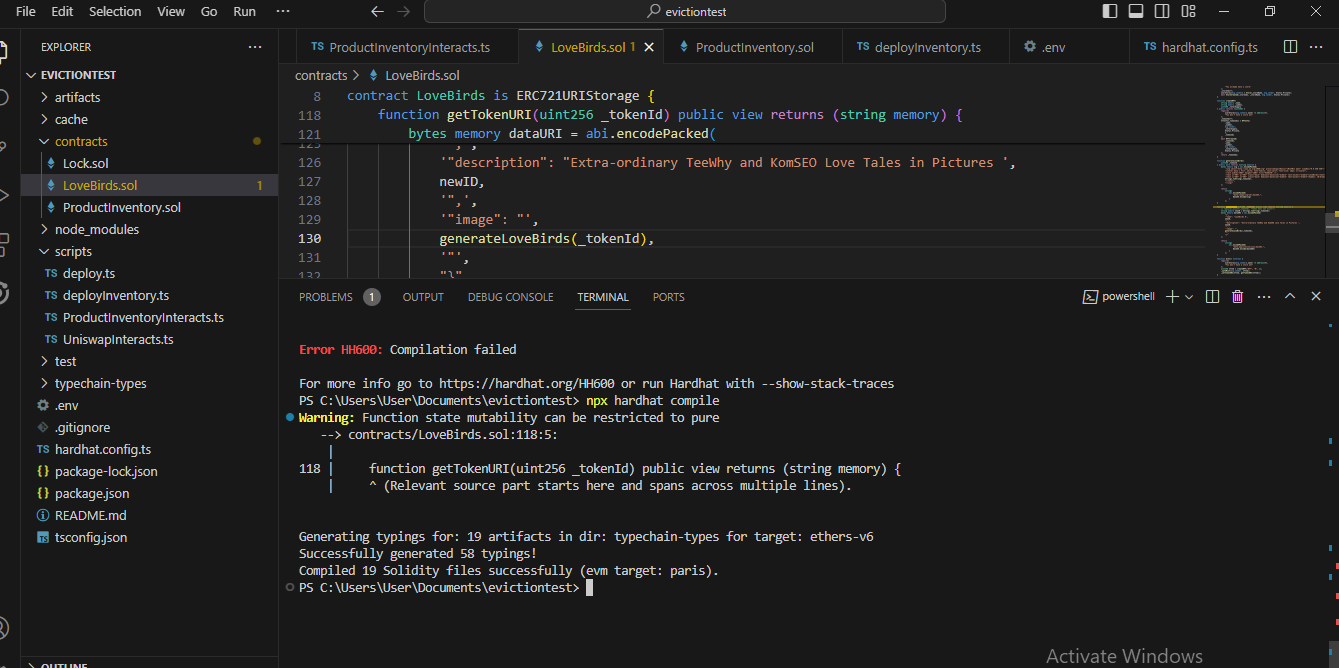 File Edit Selection View Go Run ··· evictiontest
EXPLORER ···
TS ProductInventoryInteracts.ts LoveBirds.sol 1 ProductInventory.sol TS deployInventory.ts .env TS hardhat.config.ts ···
EVICTIONTEST
artifacts
cache
contracts
Lock.sol
LoveBirds.sol 1
ProductInventory.sol
node_modules
scripts
TS deploy.ts
TS deployInventory.ts
TS ProductInventoryInteracts.ts
TS UniswapInteracts.ts
test
typechain-types
.env
.gitignore
TS hardhat.config.ts
{} package-lock.json
{} package.json
README.md
TS tsconfig.json
OUTLINE
contracts > LoveBirds.sol
8 contract LoveBirds is ERC721URIStorage {
118 function getTokenURI(uint256 _tokenId) public view returns (string memory) {
121 bytes memory dataURI = abi.encodePacked(
126 '"description": "Extra-ordinary TeeWhy and KomSEO Love Tales in Pictures ',
127 newID,
128 '",',
129 '"image": "',
130 generateLoveBirds(_tokenId),
131 '"',
132 "}"
PROBLEMS 1 OUTPUT DEBUG CONSOLE TERMINAL PORTS powershell ···
Error HH600: Compilation failed
For more info go to https://hardhat.org/HH600 or run Hardhat with --show-stack-traces
PS C:\Users\User\Documents\evictiontest> npx hardhat compile
Warning: Function state mutability can be restricted to pure
--> contracts/LoveBirds.sol:118:5:
|
118 | function getTokenURI(uint256 _tokenId) public view returns (string memory) {
| ^ (Relevant source part starts here and spans across multiple lines).
Generating typings for: 19 artifacts in dir: typechain-types for target: ethers-v6
Successfully generated 58 typings!
Compiled 19 Solidity files successfully (evm target: paris).
PS C:\Users\User\Documents\evictiontest>
Activate Windows